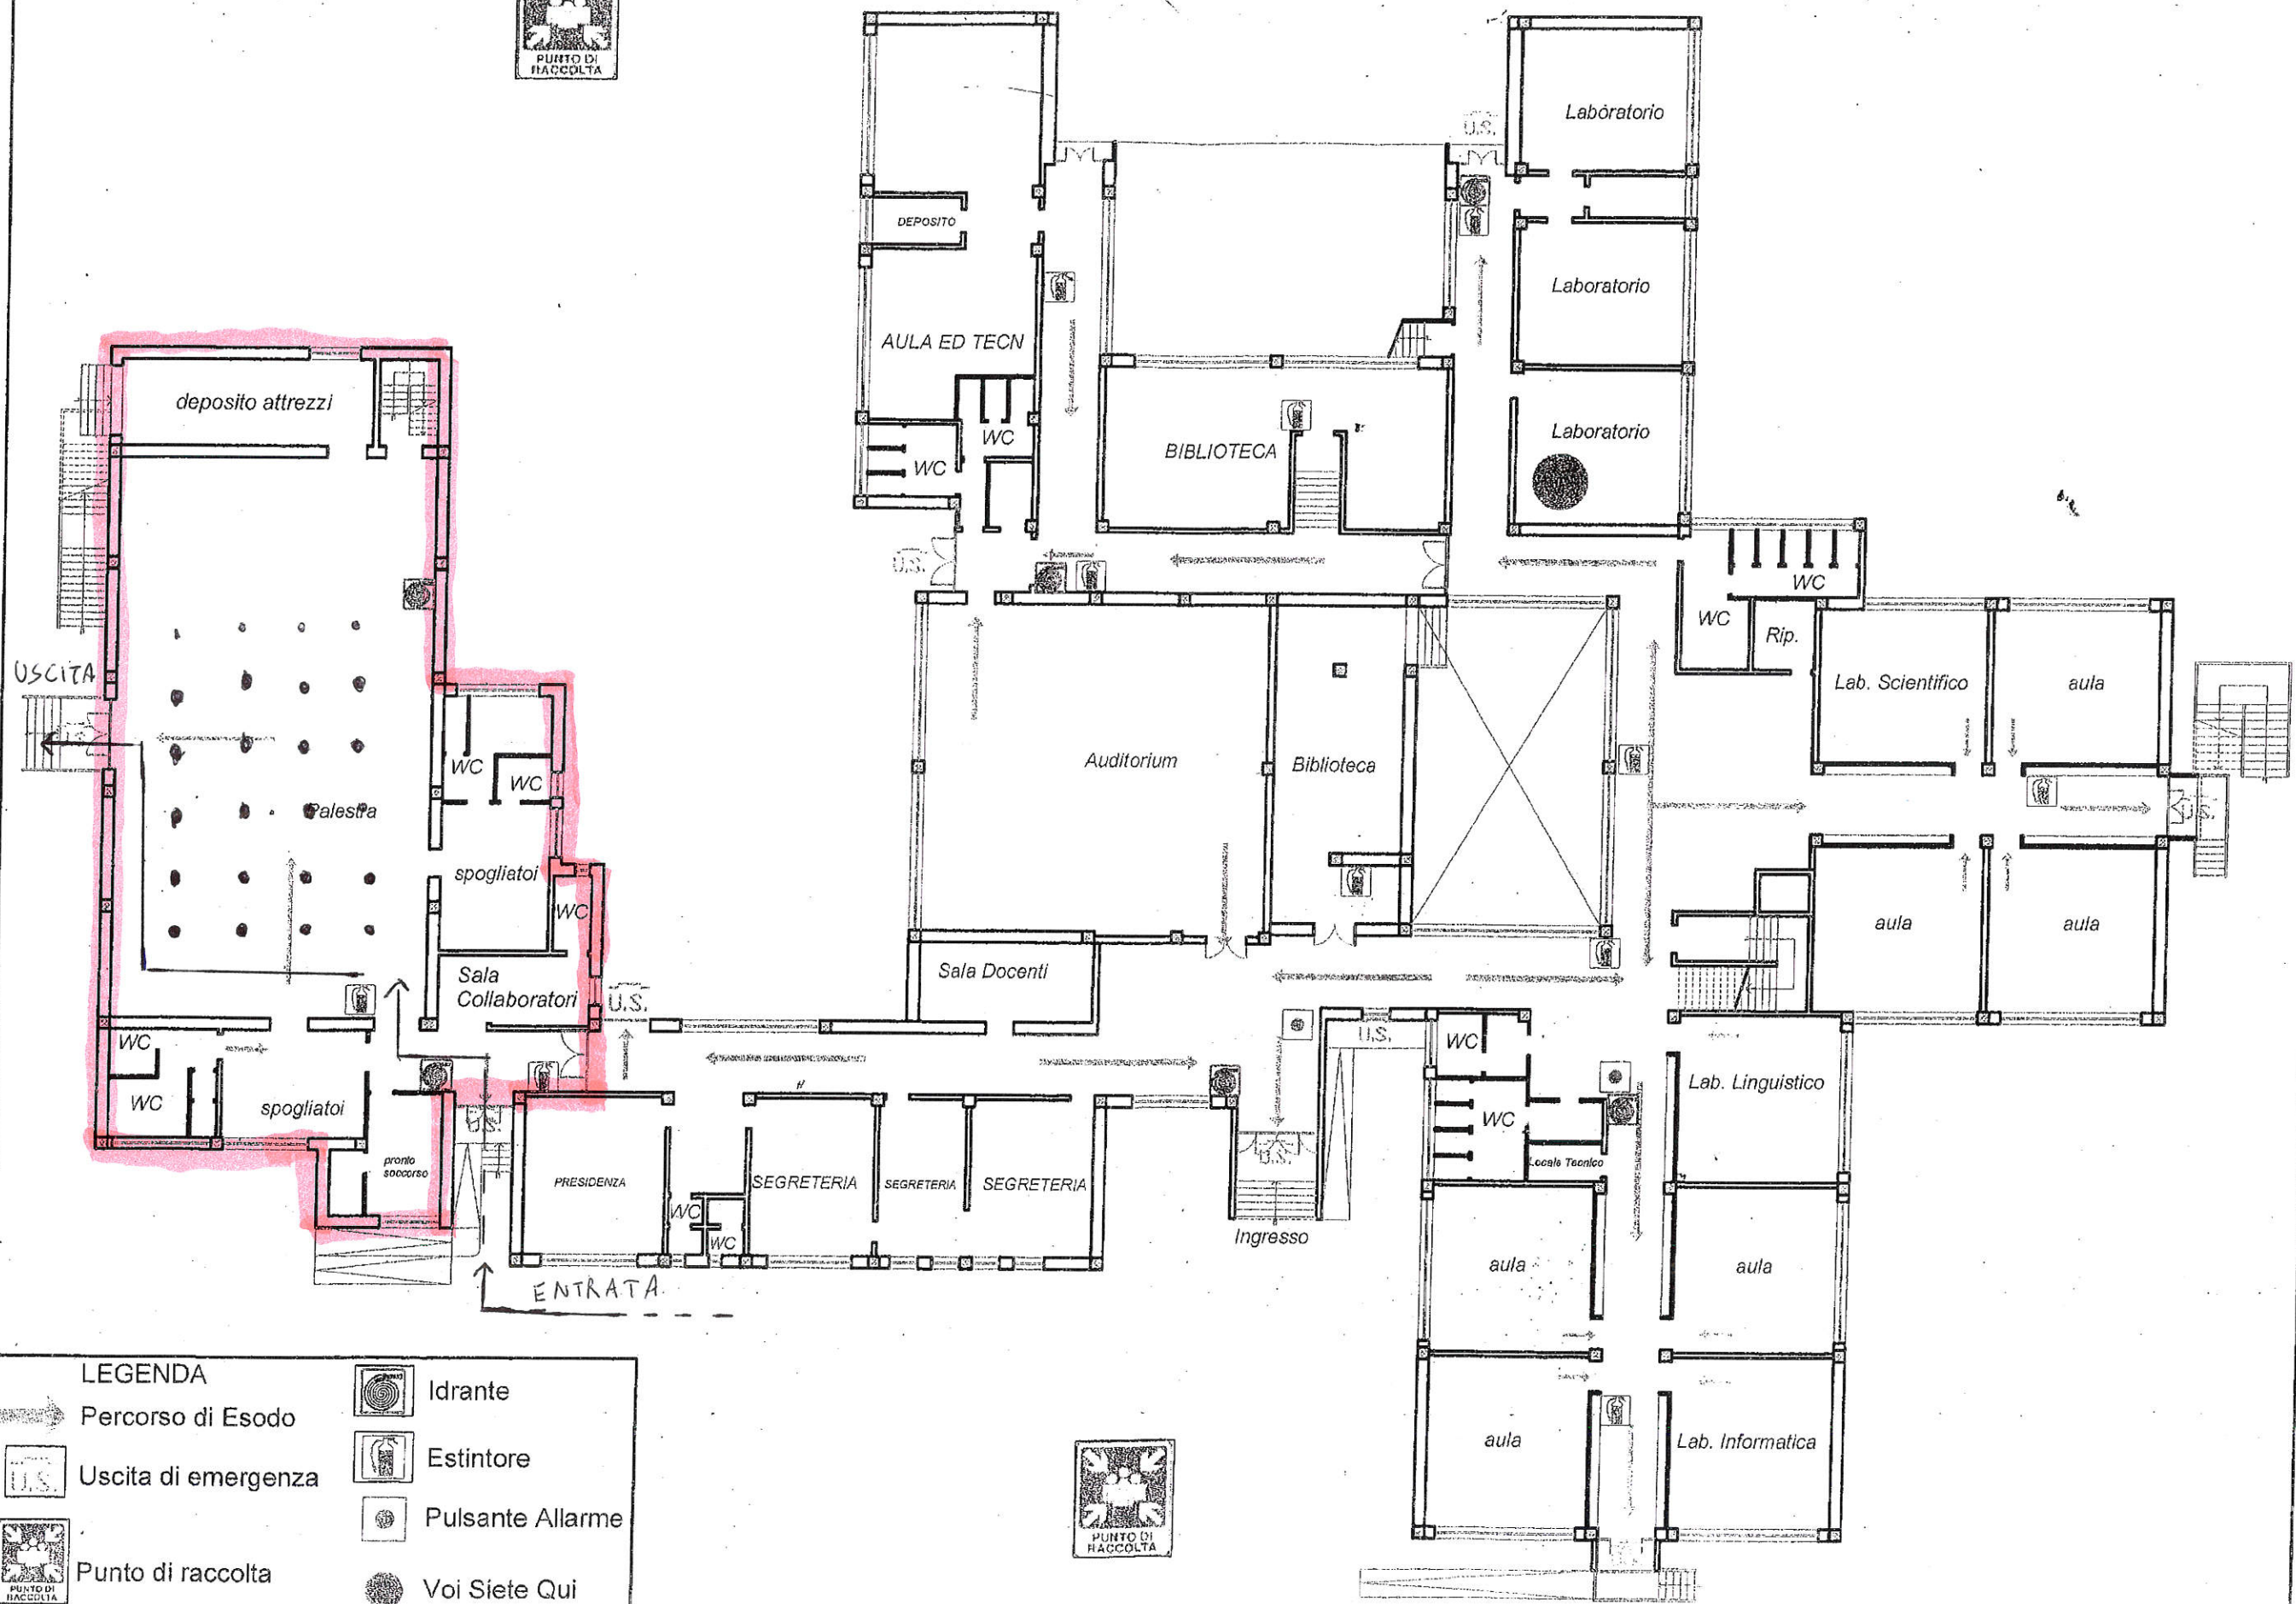 PUNTO DI
RACCOLTA
Laboratorio
U.S.
DEPOSITO
Laboratorio
AULA ED TECN
deposito attrezzi
Laboratorio
WC
BIBLIOTECA
WC
U.S.
WC
WC
Rip.
USCITA
Lab. Scientifico
aula
Auditorium
Biblioteca
WC
WC
Palestra
spogliatoi
WC
aula
aula
Sala
Collaboratori
Sala Docenti
U.S.
U.S.
WC
WC
WC
spogliatoi
U.S.
Lab. Linguistico
WC
pronto
soccorso
U.S.
Locale Tecnico
PRESIDENZA
SEGRETERIA
SEGRETERIA
SEGRETERIA
WC
WC
Ingresso
aula
aula
ENTRATA
aula
Lab. Informatica
LEGENDA
Percorso di Esodo
U.S.
Uscita di emergenza
PUNTO DI
RACCOLTA
Punto di raccolta
Idrante
Estintore
Pulsante Allarme
Voi Siete Qui
PUNTO DI
RACCOLTA